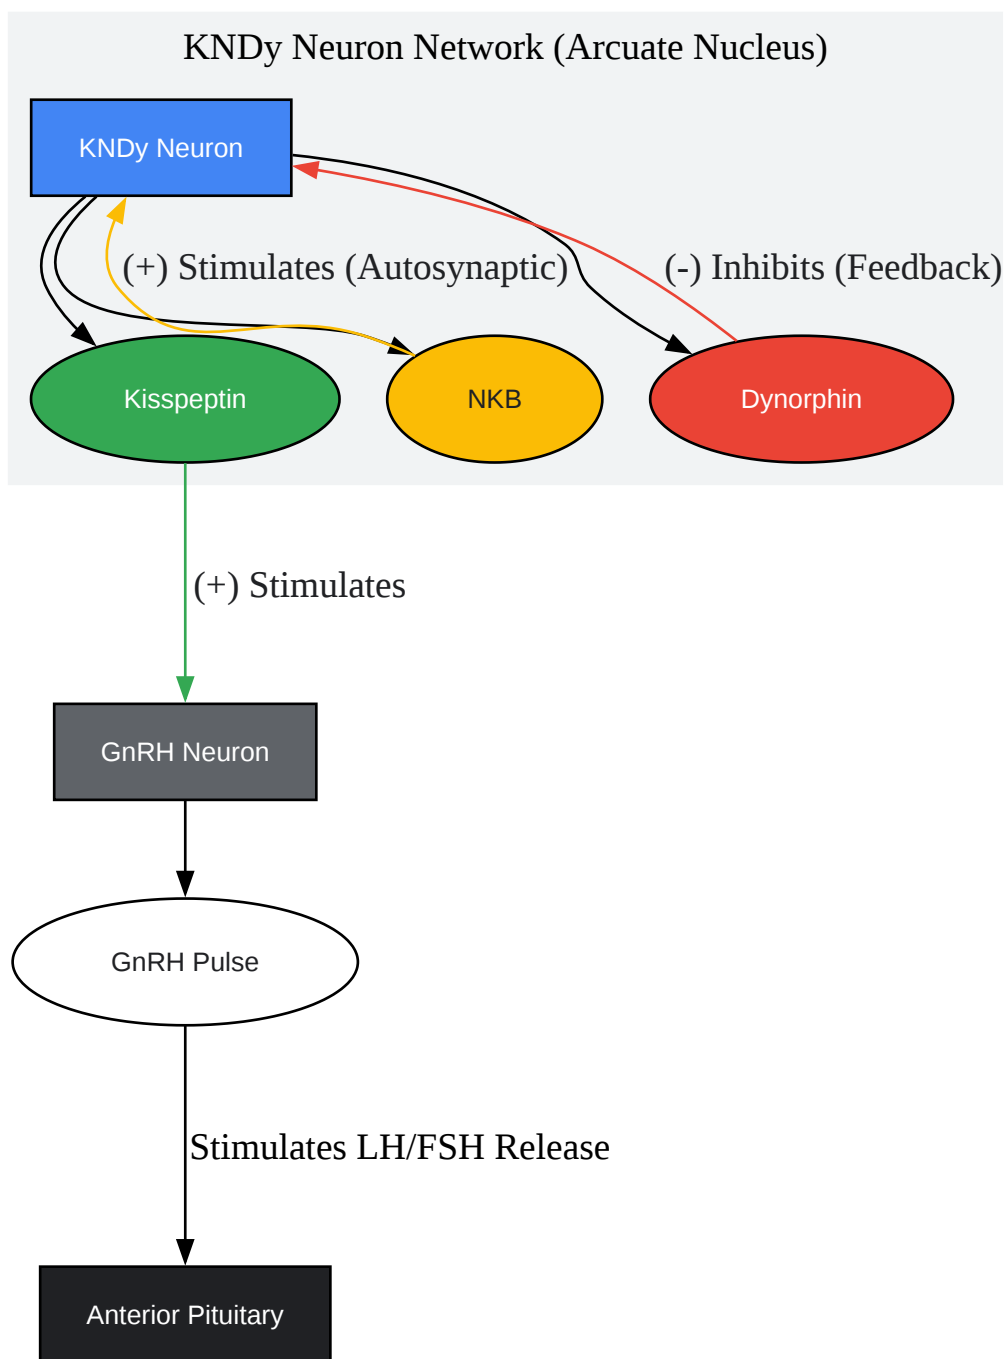 KNDy Neuron Network (Arcuate Nucleus)
KNDy Neuron
(+) Stimulates (Autosynaptic)
(-) Inhibits (Feedback)
Kisspeptin
NKB
Dynorphin
(+) Stimulates
GnRH Neuron
GnRH Pulse
Stimulates LH/FSH Release
Anterior Pituitary